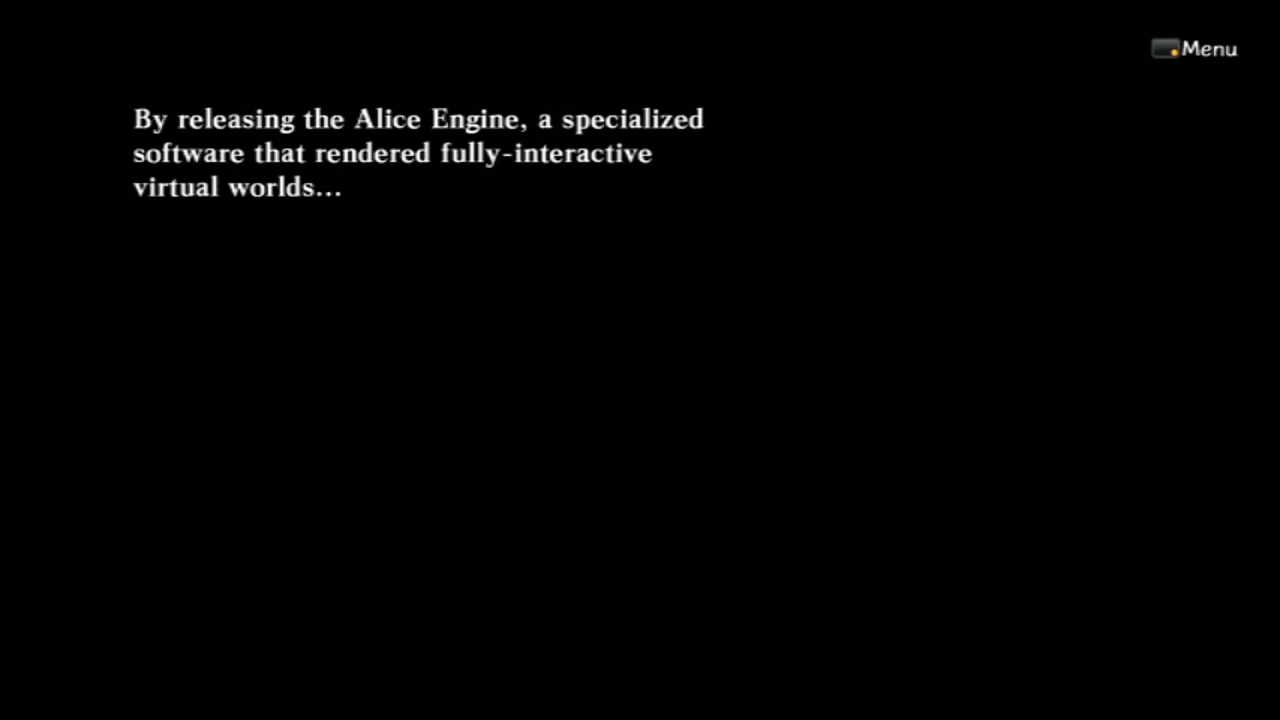 Menu
By releasing the Alice Engine, a specialized
software that rendered fully-interactive
virtual worlds...